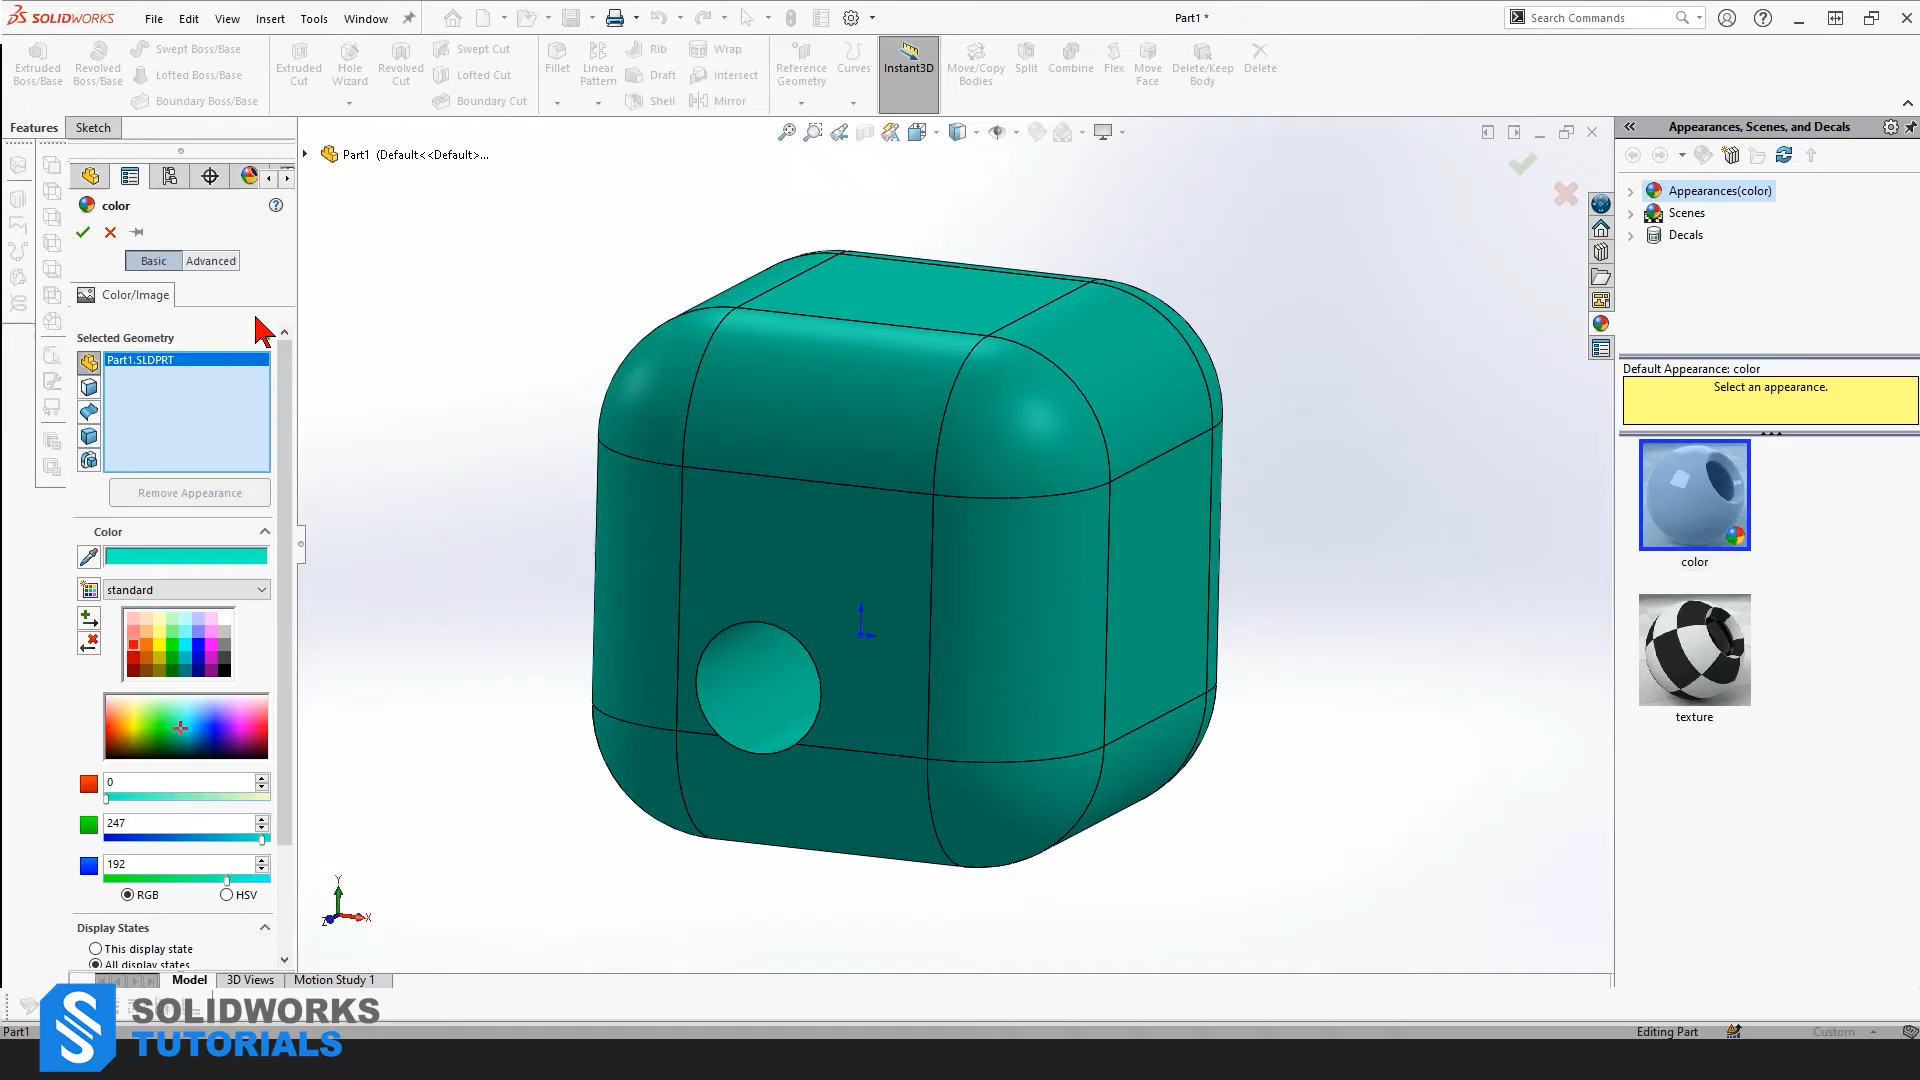 SOLIDWORKS File Edit View Insert Tools Window Part1 * Search Commands
Extruded Boss/Base
Revolved Boss/Base
Swept Boss/Base
Lofted Boss/Base
Boundary Boss/Base
Extruded Cut
Hole Wizard
Revolved Cut
Swept Cut
Lofted Cut
Boundary Cut
Fillet
Linear Pattern
Rib
Draft
Shell
Wrap
Intersect
Mirror
Reference Geometry
Curves
Instant3D
Move/Copy Bodies
Split
Combine
Flex
Move Face
Delete/Keep Body
Delete
Features Sketch
Part1 (Default<<Default>...
color
Basic Advanced
Color/Image
Selected Geometry
Part1.SLDPRT
Remove Appearance
Color
standard
0
247
192
RGB HSV
Display States
This display state
All display states
Y
X
Z
Model 3D Views Motion Study 1
Appearances, Scenes, and Decals
Appearances(color)
Scenes
Decals
Default Appearance: color
Select an appearance.
color
texture
Part1
Editing Part Custom
SOLIDWORKS
TUTORIALS